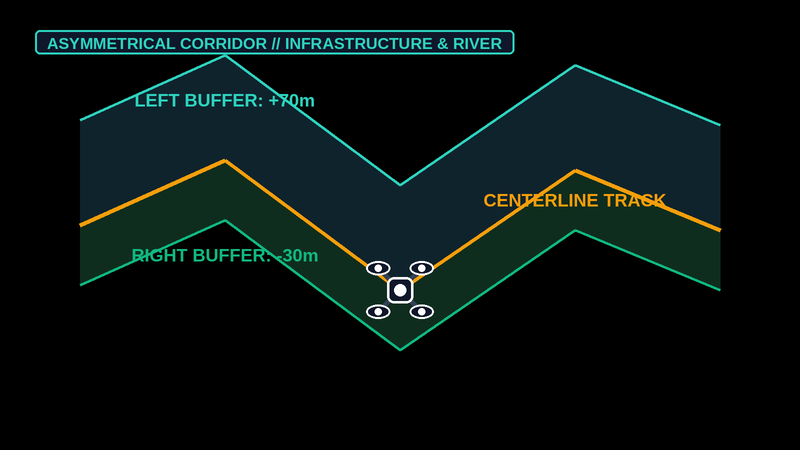 ASYMMETRICAL CORRIDOR // INFRASTRUCTURE & RIVER
LEFT BUFFER: +70m
CENTERLINE TRACK
RIGHT BUFFER: -30m